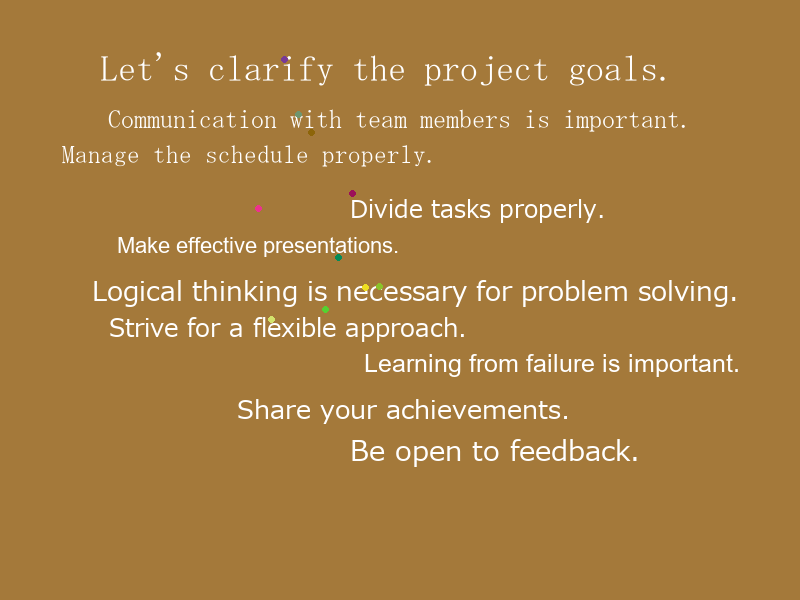 Let's clarify the project goals.
Communication with team members is important.
Manage the schedule properly.
Divide tasks properly.
Make effective presentations.
Logical thinking is necessary for problem solving.
Strive for a flexible approach.
Learning from failure is important.
Share your achievements.
Be open to feedback.